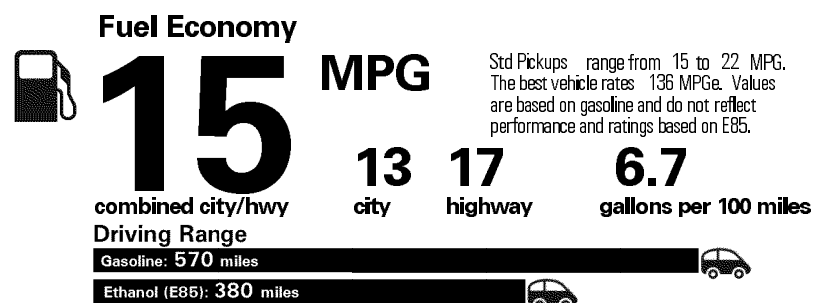 Fuel Economy
15 MPG
Std Pickups range from 15 to 22 MPG.
The best vehicle rates 136 MPGe. Values
are based on gasoline and do not reflect
performance and ratings based on E85.
13 17 6.7
combined city/hwy city highway gallons per 100 miles
Driving Range
Gasoline: 570 miles
Ethanol (E85): 380 miles